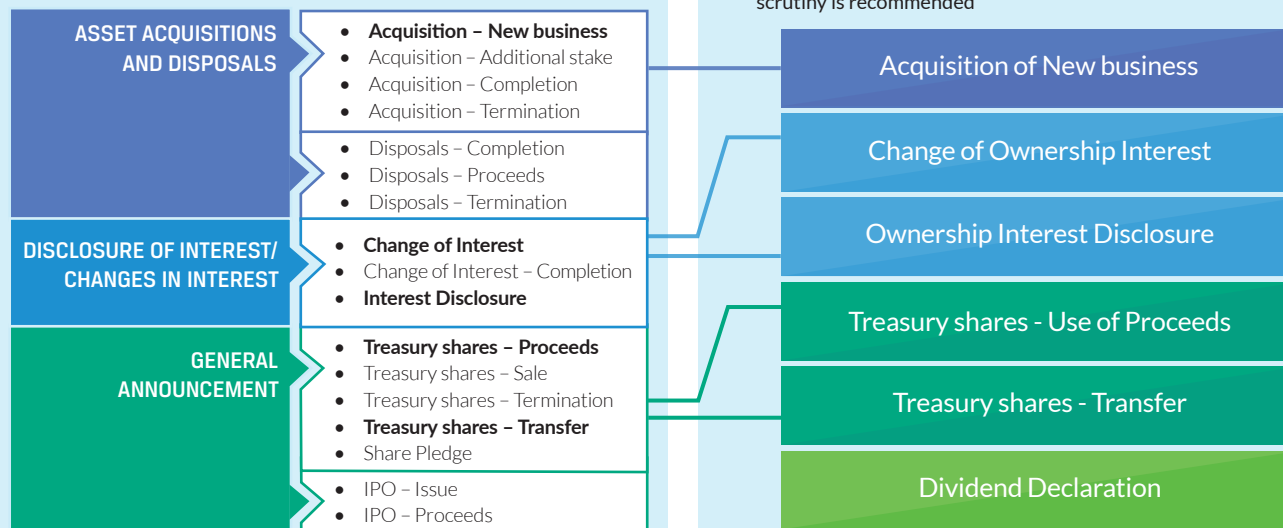 scrutiny is recommended
ASSET ACQUISITIONS
AND DISPOSALS
• Acquisition – New business
• Acquisition – Additional stake
• Acquisition – Completion
• Acquisition – Termination
• Disposals – Completion
• Disposals – Proceeds
• Disposals – Termination
DISCLOSURE OF INTEREST/
CHANGES IN INTEREST
• Change of Interest
• Change of Interest – Completion
• Interest Disclosure
GENERAL
ANNOUNCEMENT
• Treasury shares – Proceeds
• Treasury shares – Sale
• Treasury shares – Termination
• Treasury shares – Transfer
• Share Pledge
• IPO – Issue
• IPO – Proceeds
Acquisition of New business
Change of Ownership Interest
Ownership Interest Disclosure
Treasury shares - Use of Proceeds
Treasury shares - Transfer
Dividend Declaration